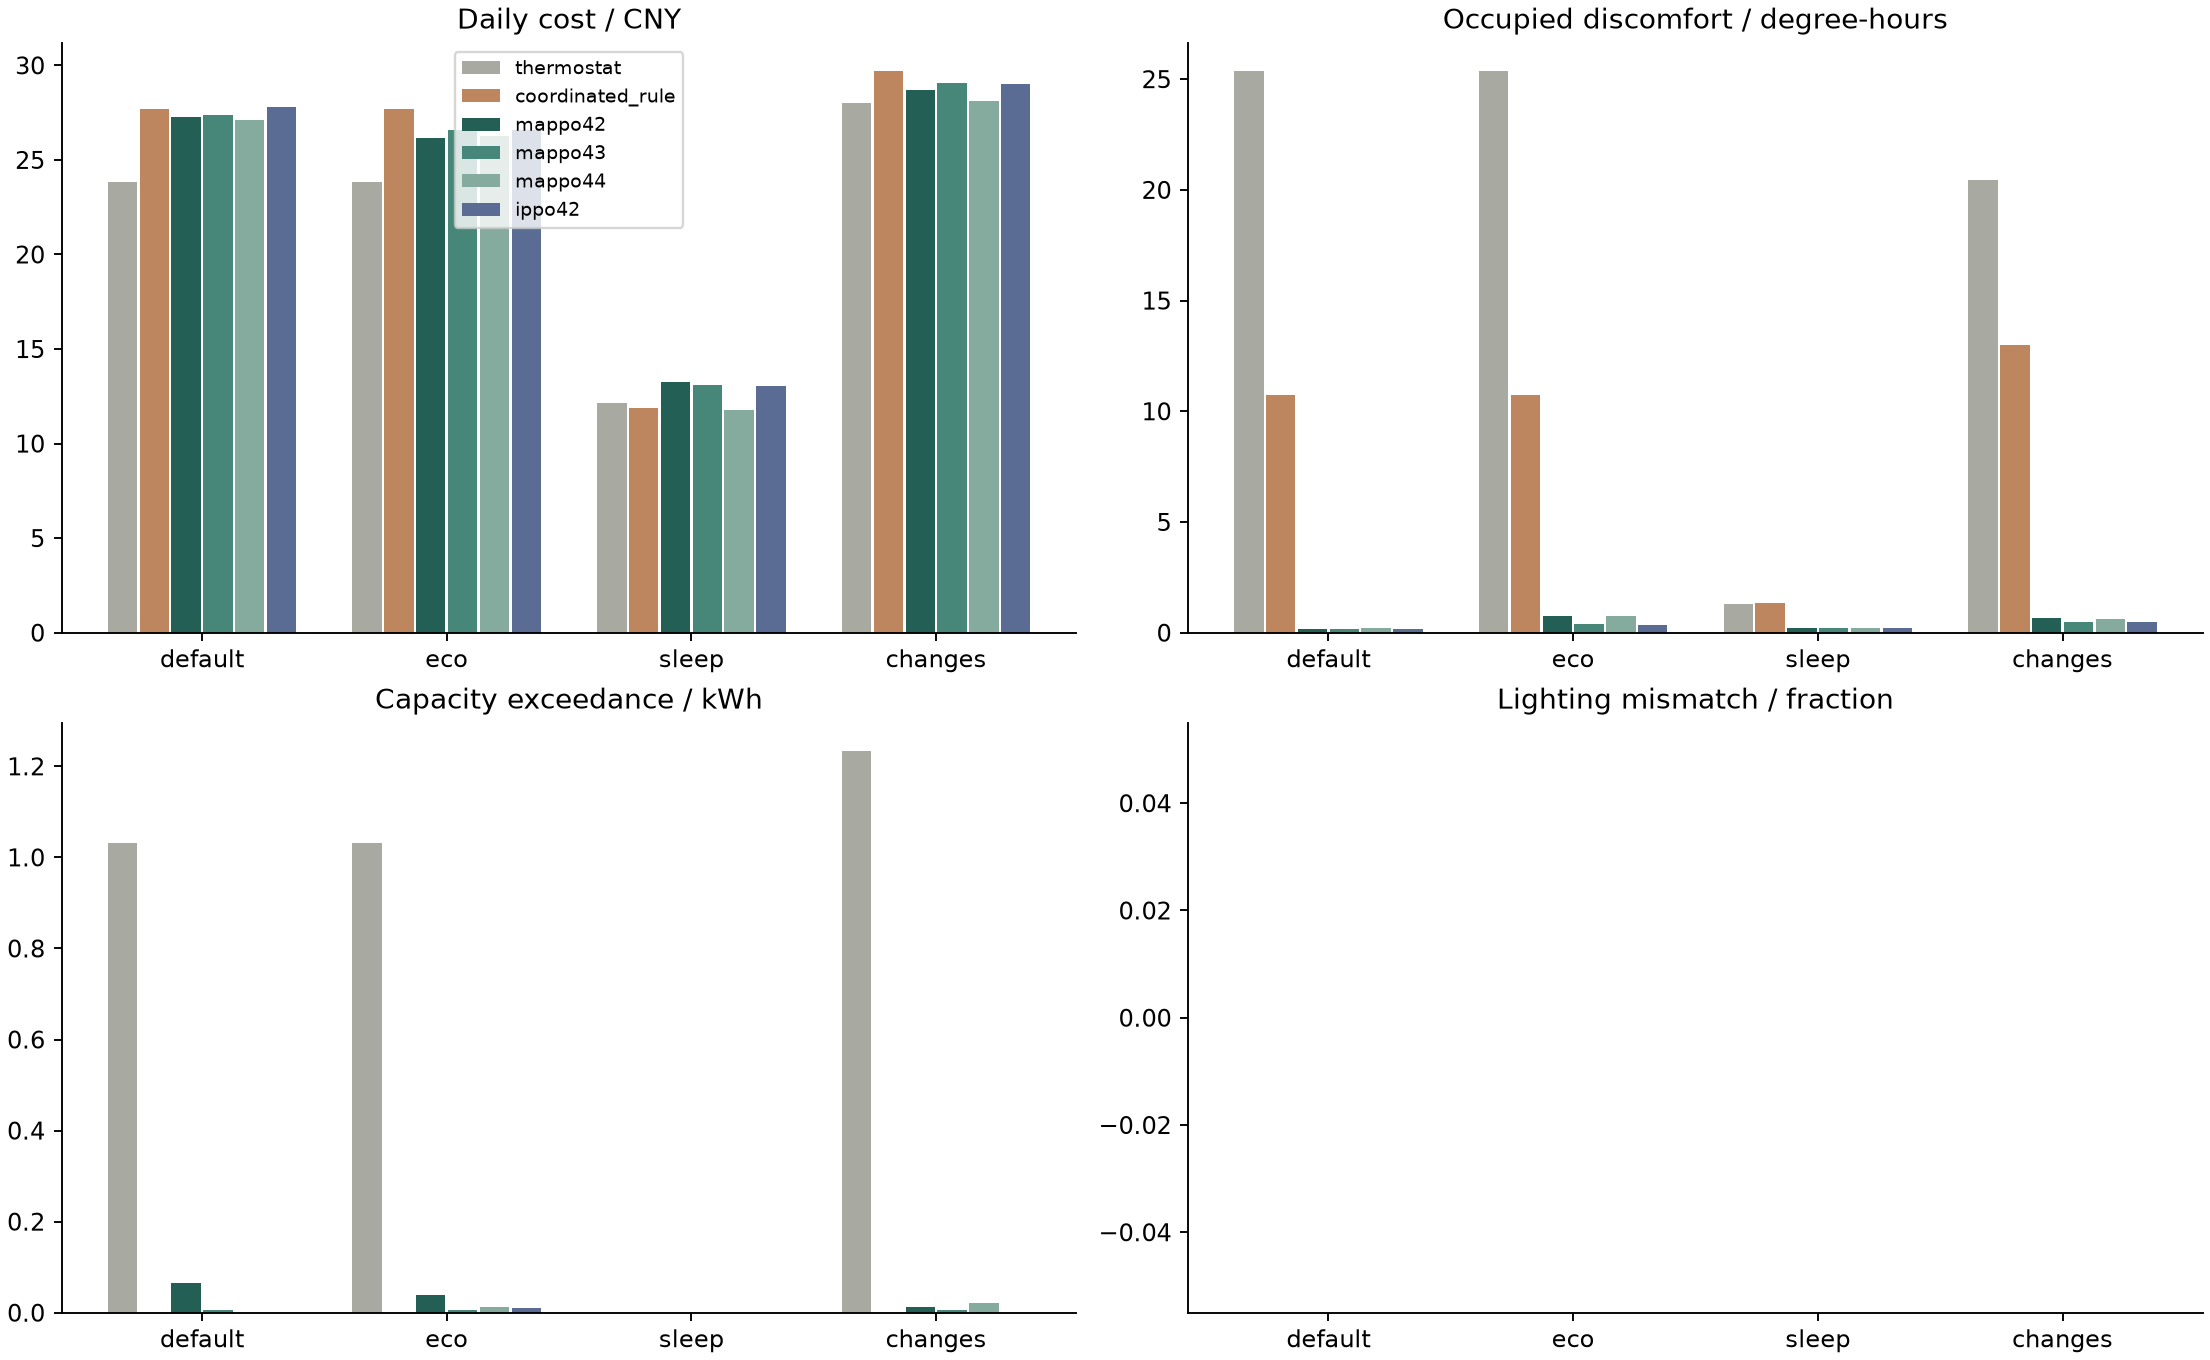 Daily cost / CNY
30
25
20
15
10
5
0
thermostat
coordinated_rule
mappo42
mappo43
mappo44
ippo42
default eco sleep changes
Occupied discomfort / degree-hours
25
20
15
10
5
0
default eco sleep changes
Capacity exceedance / kWh
1.2
1.0
0.8
0.6
0.4
0.2
0.0
default eco sleep changes
Lighting mismatch / fraction
0.04
0.02
0.00
−0.02
−0.04
default eco sleep changes